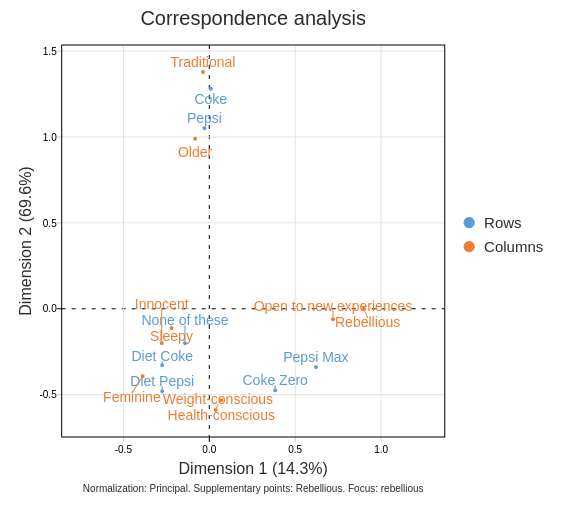 Correspondence analysis
1.5
Traditional
Coke
Pepsi
1.0
Older
Dimension 2 (69.6%)
0.5
Rows
Columns
Innocent
Open to new experiences
0.0
None of these
Rebellious
Sleepy
Diet Coke
Pepsi Max
Diet Pepsi
Coke Zero
-0.5
Feminine
Weight-conscious
Health-conscious
-0.5
0.0
0.5
1.0
Dimension 1 (14.3%)
Normalization: Principal. Supplementary points: Rebellious. Focus: rebellious